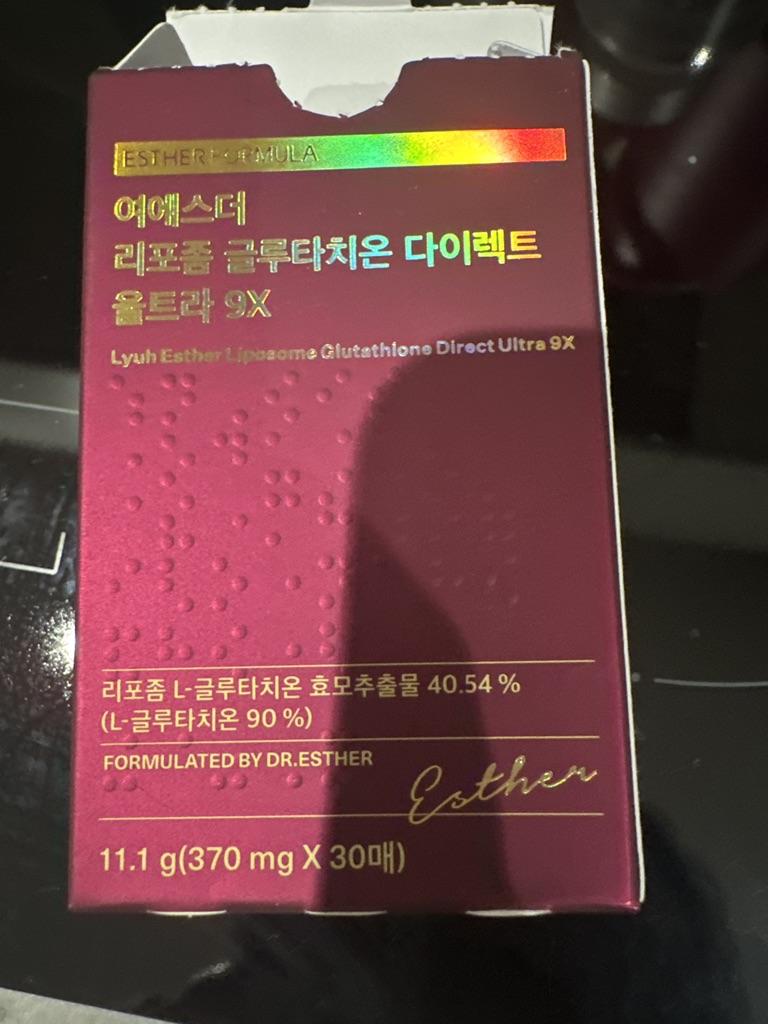 ESTHER FORMULA
여에스더
리포좀 글루타치온 다이렉트
울트라 9X
Lyuh Esther Liposome Glutathione Direct Ultra 9X
리포좀 L-글루타치온 효모추출물 40.54 %
(L-글루타치온 90 %)
FORMULATED BY DR.ESTHER
Esther
11.1 g(370 mg X 30매)